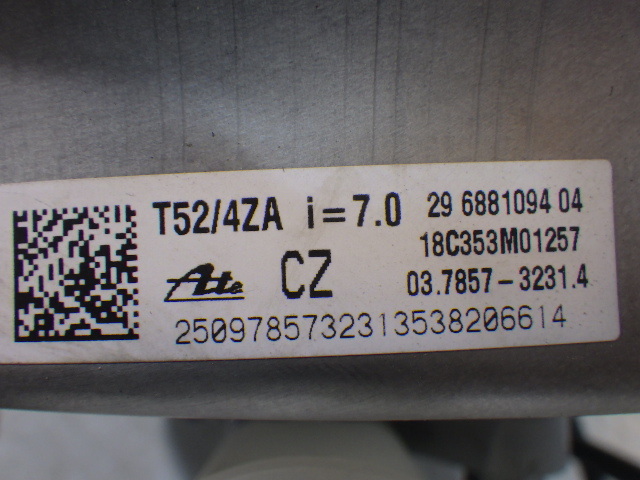 T52/4ZA i=7.0 29 6881094 04
18C353M01257
Ate CZ 03.7857-3231.4
2509785732313538206614